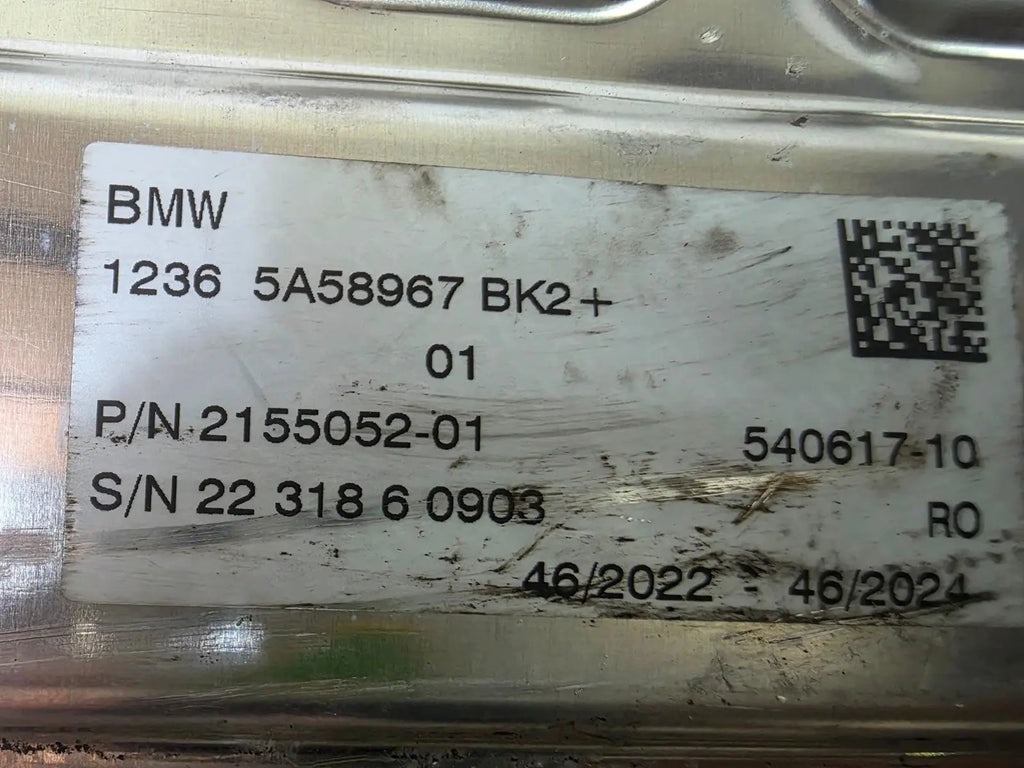 BMW
1236 5A58967 BK2+
01
P/N 2155052-01
540617-10
S/N 22 318 6 0903
RO
46/2022 - 46/2024